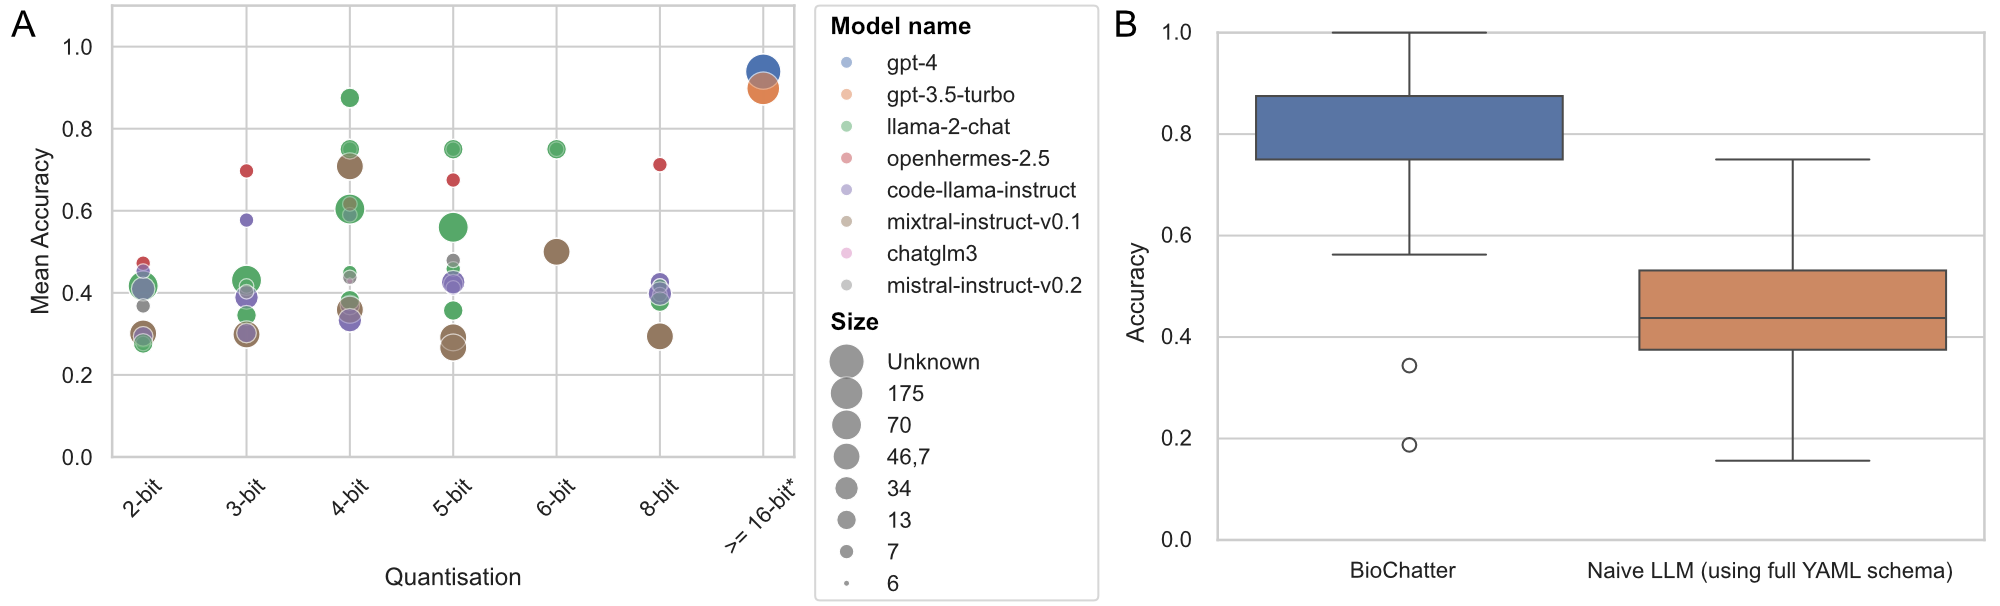 A
Mean Accuracy
1.0
0.8
0.6
0.4
0.2
0.0
2-bit
3-bit
4-bit
5-bit
6-bit
8-bit
>= 16-bit*
Quantisation
Model name
gpt-4
gpt-3.5-turbo
llama-2-chat
openhermes-2.5
code-llama-instruct
mixtral-instruct-v0.1
chatglm3
mistral-instruct-v0.2
Size
Unknown
175
70
46,7
34
13
7
6
B
Accuracy
1.0
0.8
0.6
0.4
0.2
0.0
BioChatter
Naive LLM (using full YAML schema)